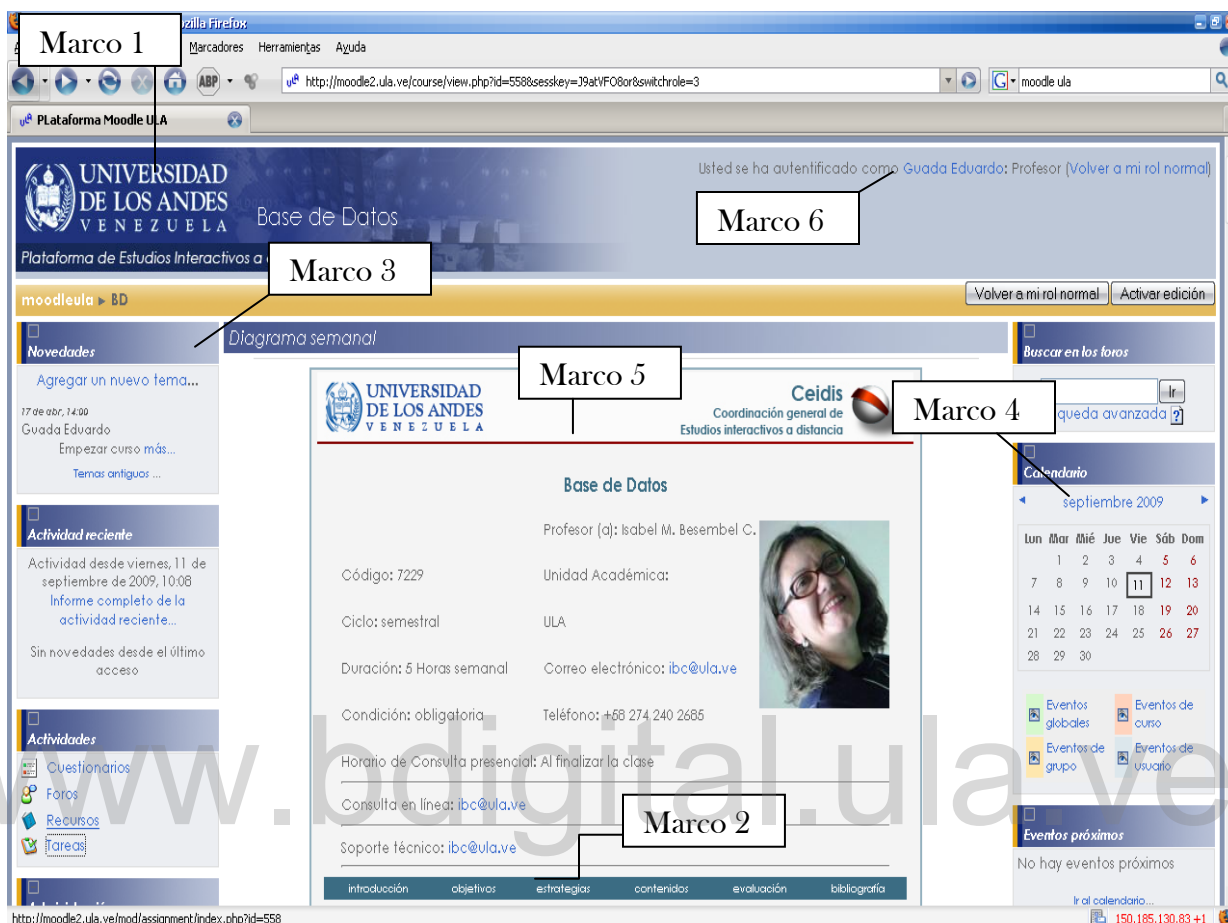 ozilla Firefox
Marco 1
Marcadores Herramientas Ayuda
ABP
http://moodle2.ula.ve/course/view.php?id=558&sesskey=J9atVFO8or&switchrole=3
moodle ula
PLataforma Moodle ULA
UNIVERSIDAD
DE LOS ANDES
VENEZUELA
Base de Datos
Plataforma de Estudios Interactivos a
Usted se ha autentificado como Guada Eduardo: Profesor (Volver a mi rol normal)
Marco 6
Marco 3
moodleula ► BD
Volver a mi rol normal Activar edición
Novedades
Agregar un nuevo tema...
17 de abr, 14:00
Guada Eduardo
Empezar curso más...
Temas antiguos ...
Actividad reciente
Actividad desde viernes, 11 de
septiembre de 2009, 10:08
Informe completo de la
actividad reciente...
Sin novedades desde el último
acceso
Actividades
Cuestionarios
Foros
Recursos
Tareas
Diagrama semanal
Marco 5
UNIVERSIDAD
DE LOS ANDES
VENEZUELA
Ceidis
Coordinación general de
Estudios interactivos a distancia
Base de Datos
Profesor (a): Isabel M. Besembel C.
Código: 7229 Unidad Académica:
Ciclo: semestral ULA
Duración: 5 Horas semanal Correo electrónico: ibc@ula.ve
Condición: obligatoria Teléfono: +58 274 240 2685
Horario de Consulta presencial: Al finalizar la clase
Consulta en línea: ibc@ula.ve
Marco 2
Soporte técnico: ibc@ula.ve
introducción objetivos estrategias contenidos evaluación bibliografía
Buscar en los foros
Ir
Marco 4
queda avanzada ?
Calendario
◄ septiembre 2009 ►
Lun Mar Mié Jue Vie Sáb Dom
1 2 3 4 5 6
7 8 9 10 11 12 13
14 15 16 17 18 19 20
21 22 23 24 25 26 27
28 29 30
Eventos globales
Eventos de curso
Eventos de grupo
Eventos de usuario
Eventos próximos
No hay eventos próximos
Ir al calendario...
www.bdigital.ula.ve
http://moodle2.ula.ve/mod/assignment/index.php?id=558
150.185.130.83 +1